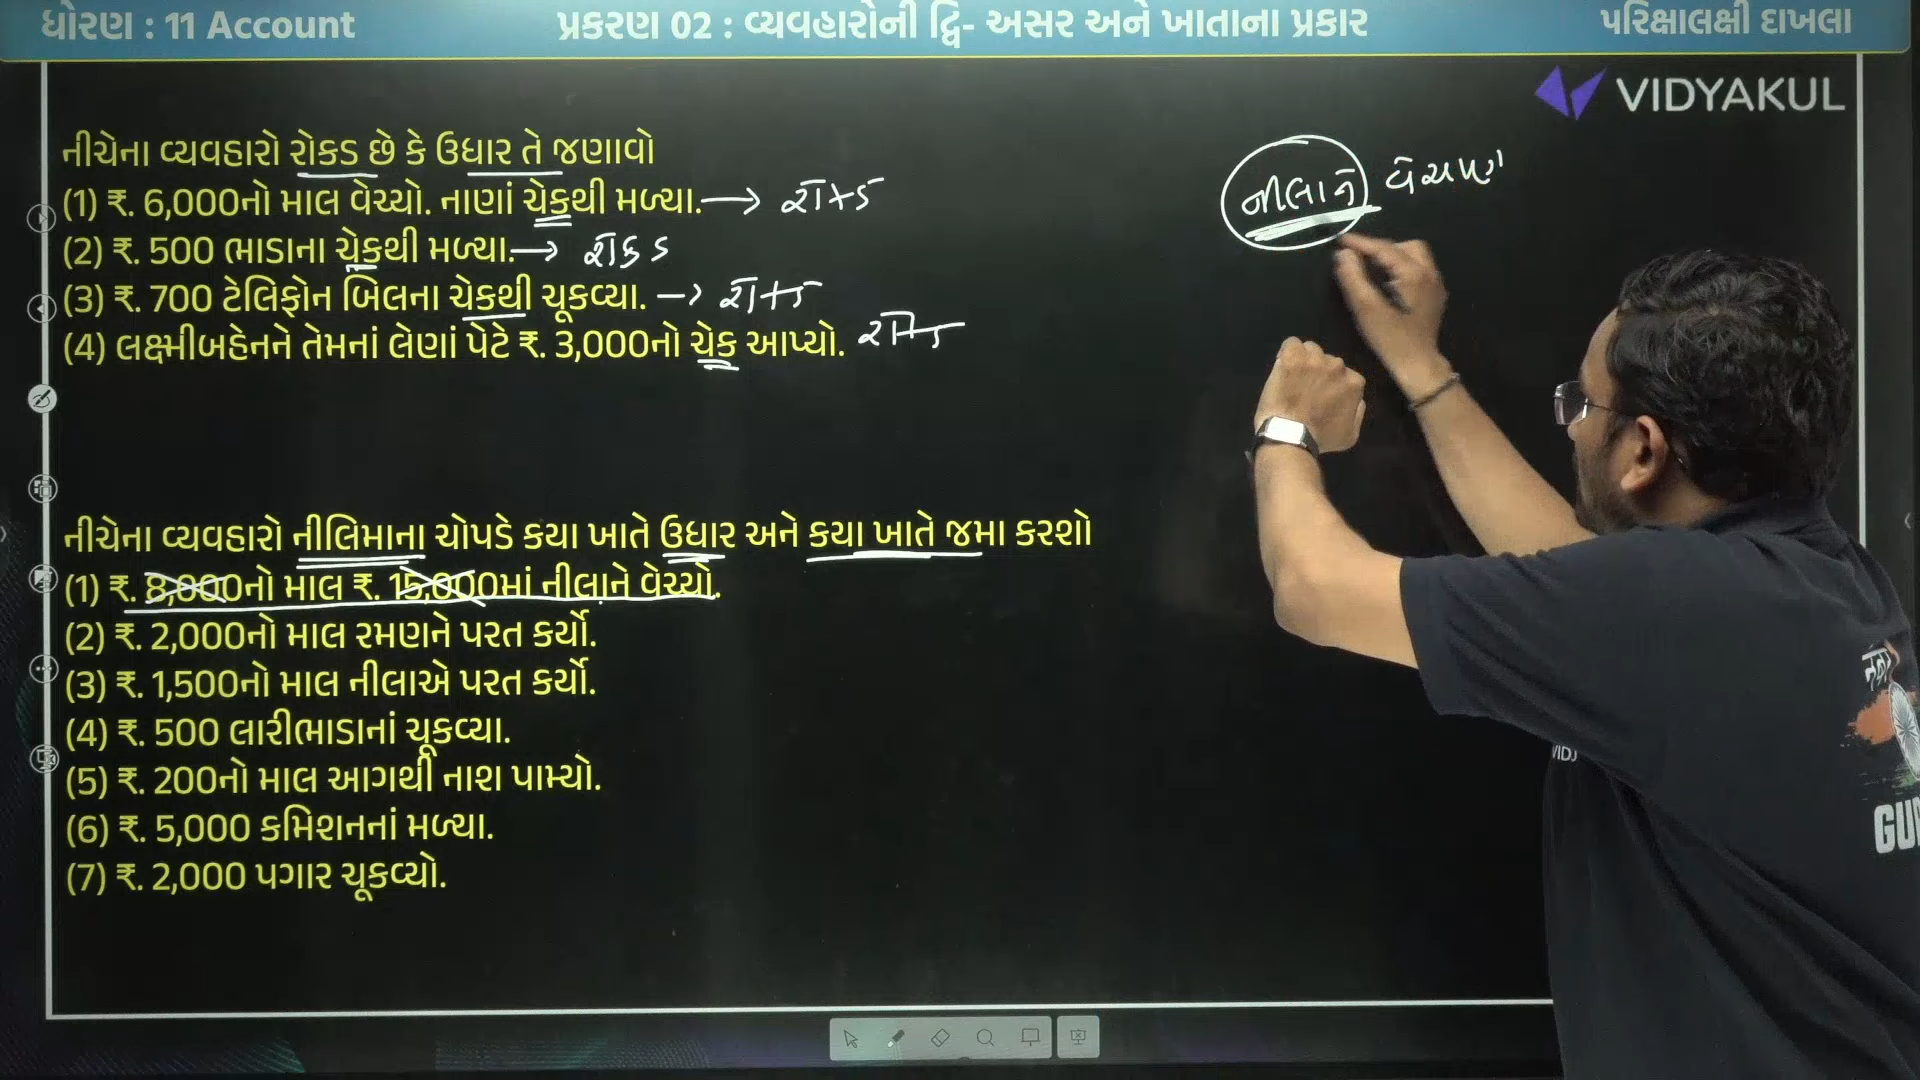 ધોરણ : 11 Account
પ્રકરણ 02 : વ્યવહારોની દ્વિ- અસર અને ખાતાના પ્રકાર
પરિક્ષાલક્ષી દાખલા
VIDYAKUL
નીચેના વ્યવહારો રોકડ છે કે ઉધાર તે જણાવો
(1) ₹. 6,000નો માલ વેચ્યો. નાણાં ચેકથી મળ્યા. → રોકડ
(2) ₹. 500 ભાડાના ચેકથી મળ્યા. → રોકડ
(3) ₹. 700 ટેલિફોન બિલના ચેકથી ચૂકવ્યા. → રોકડ
(4) લક્ષ્મીબહેનને તેમનાં લેણાં પેટે ₹. 3,000નો ચેક આપ્યો. રોકડ
નીલાને વેચાણ
નીચેના વ્યવહારો નીલિમાના ચોપડે કયા ખાતે ઉધાર અને કયા ખાતે જમા કરશો
(1) ₹. 8,000નો માલ ₹. 15,000માં નીલાને વેચ્યો.
(2) ₹. 2,000નો માલ રમણને પરત કર્યો.
(3) ₹. 1,500નો માલ નીલાએ પરત કર્યો.
(4) ₹. 500 લારીભાડાનાં ચૂકવ્યા.
(5) ₹. 200નો માલ આગથી નાશ પામ્યો.
(6) ₹. 5,000 કમિશનનાં મળ્યા.
(7) ₹. 2,000 પગાર ચૂકવ્યો.